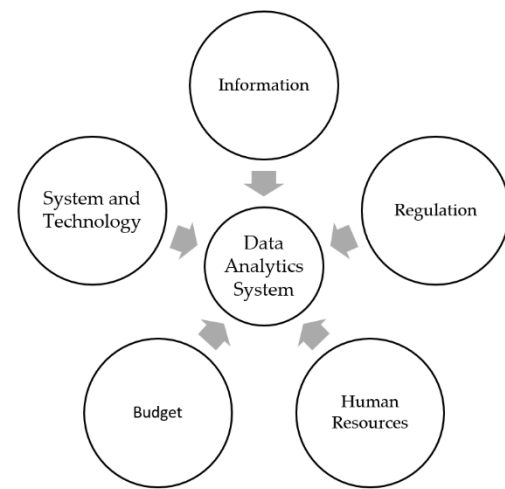 Information
System and
Technology
Regulation
Data
Analytics
System
Budget
Human
Resources